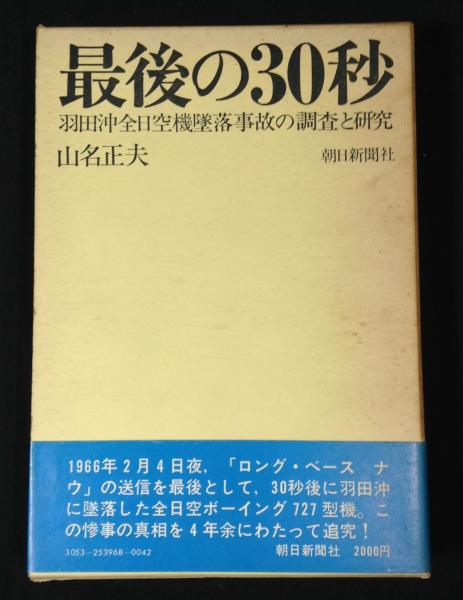 最後の30秒
羽田沖全日空機墜落事故の調査と研究
山名正夫 朝日新聞社
1966年2月4日夜，「ロング・ベース ナ
ウ」の送信を最後として，30秒後に羽田沖
に墜落した全日空ボーイング727型機。こ
の惨事の真相を4年余にわたって追究！
3053—253968—0042 朝日新聞社 2000円